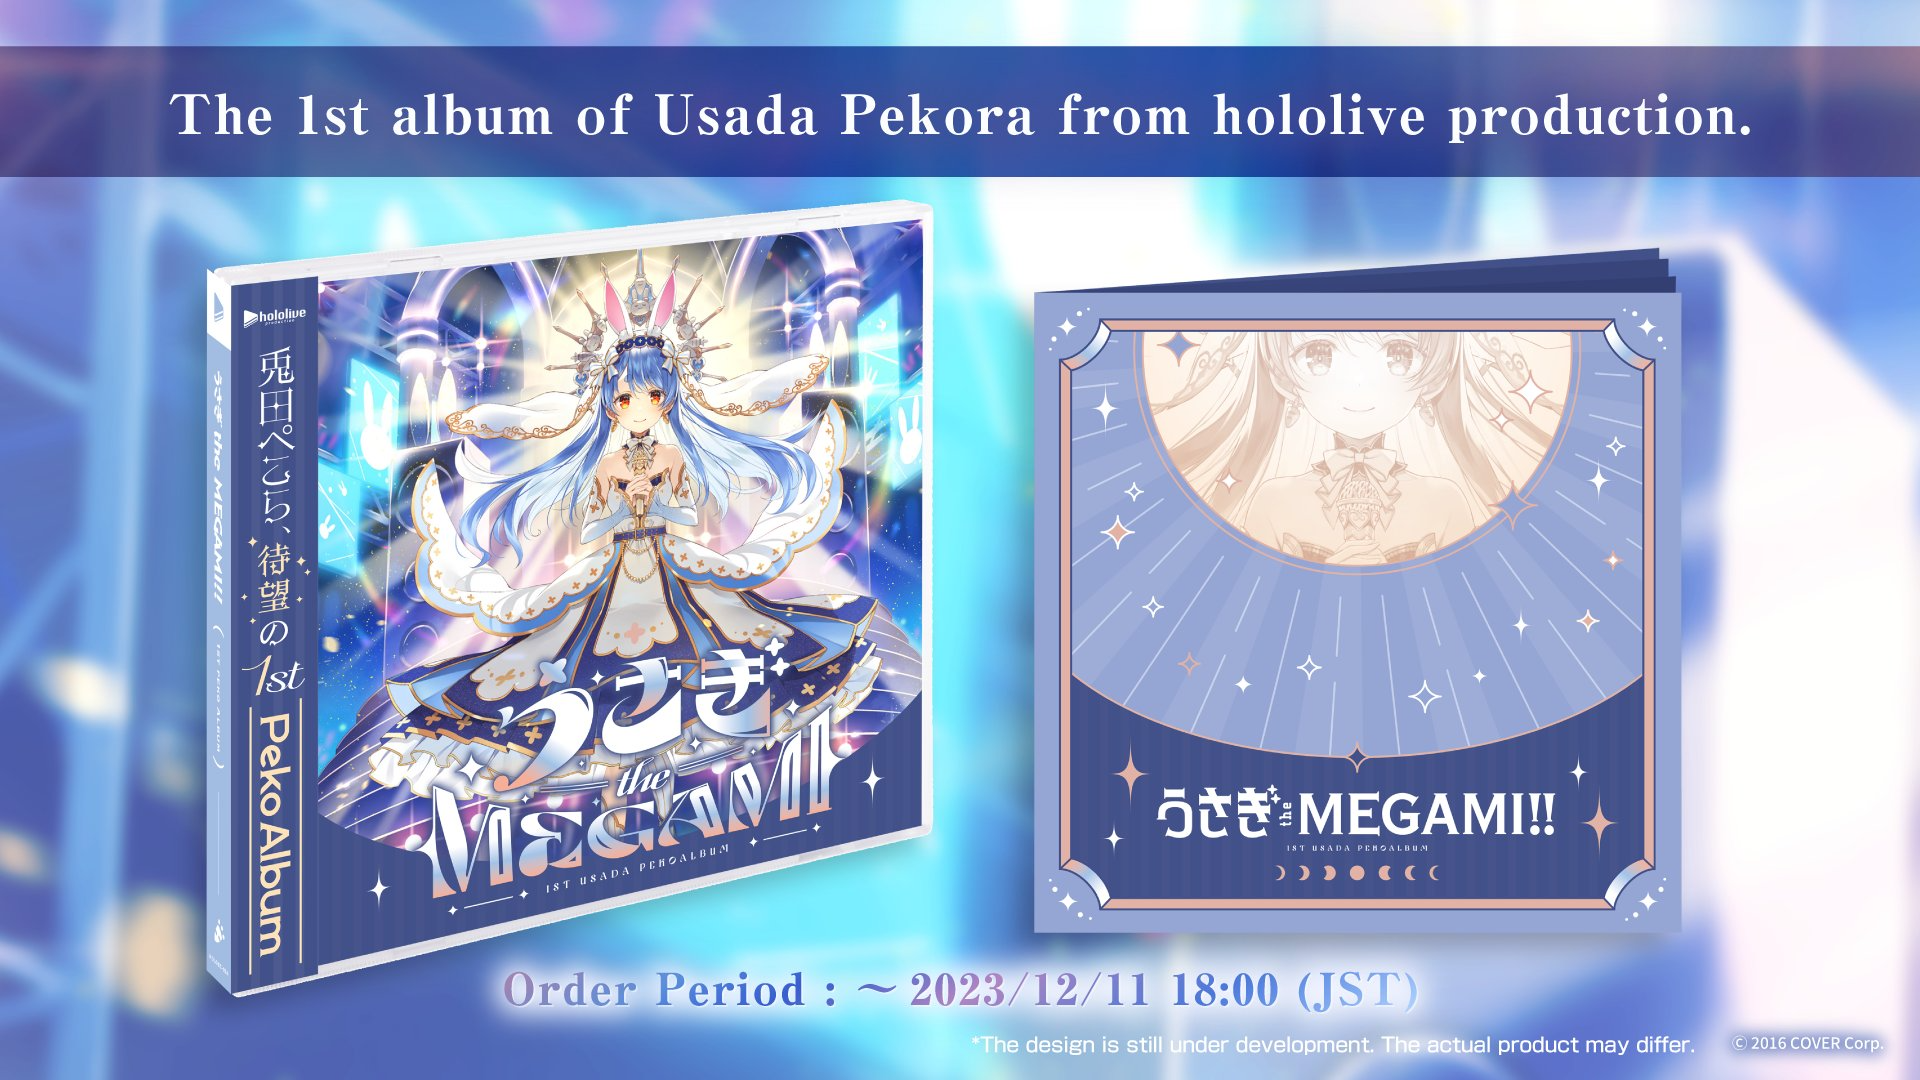 The 1st album of Usada Pekora from hololive production.
hololive
production
兎田ぺこら、待望の
1st
Peko Album
うさぎ the MEGAMI!!
( 1ST PEKO ALBUM )
うさぎ
the
MEGAMI
1ST USADA PEKOALBUM
うさぎ the MEGAMI!!
1ST USADA PEKOALBUM
Order Period : ～ 2023/12/11 18:00 (JST)
*The design is still under development. The actual product may differ.
© 2016 COVER Corp.